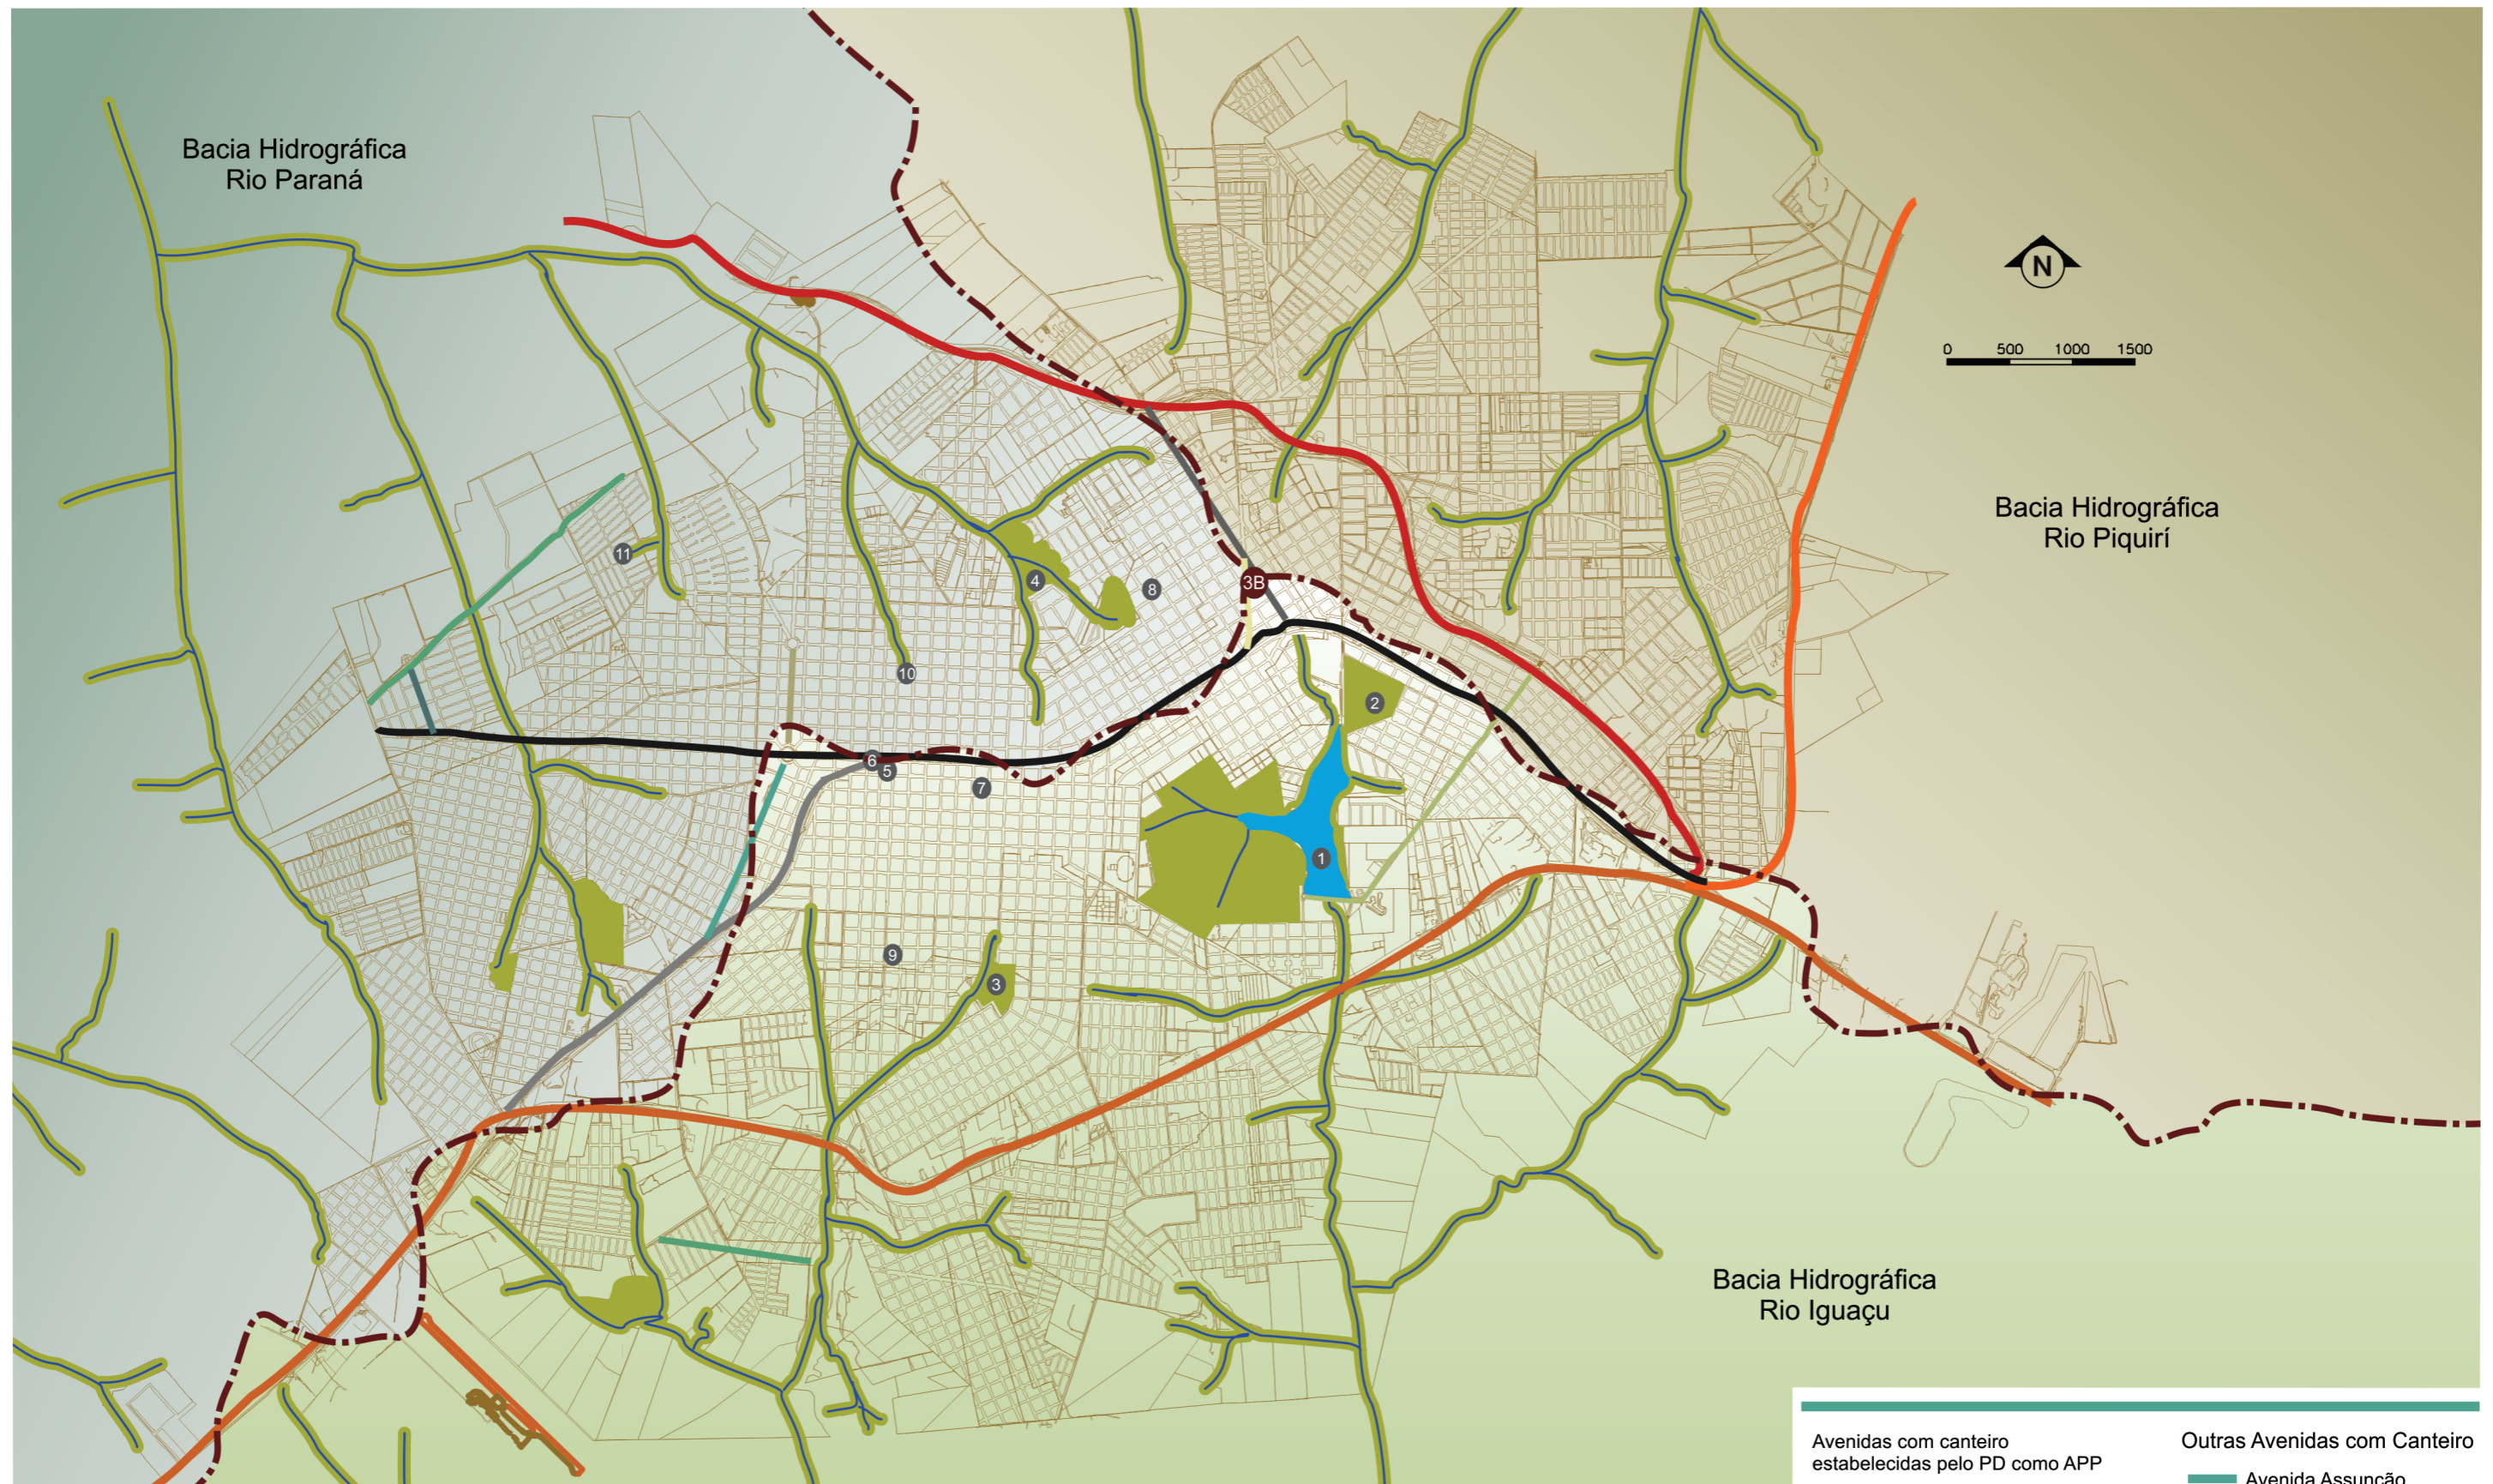 Bacia Hidrográfica
Rio Paraná
N
0 500 1000 1500
Bacia Hidrográfica
Rio Piquirí
11
4
8
3B
10
2
6
5
7
1
9
3
Bacia Hidrográfica
Rio Iguaçu
Avenidas com canteiro
estabelecidas pelo PD como APP
Outras Avenidas com Canteiro
Avenida Assunção